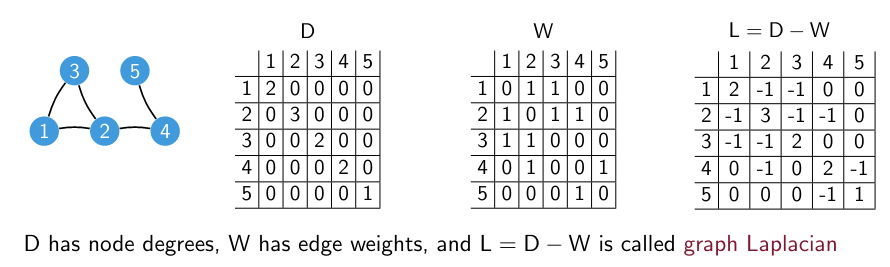 D
W
L = D − W
3
5
1
2
4
1 2 3 4 5
1 2 0 0 0 0
2 0 3 0 0 0
3 0 0 2 0 0
4 0 0 0 2 0
5 0 0 0 0 1
1 2 3 4 5
1 0 1 1 0 0
2 1 0 1 1 0
3 1 1 0 0 0
4 0 1 0 0 1
5 0 0 0 1 0
1 2 3 4 5
1 2 -1 -1 0 0
2 -1 3 -1 -1 0
3 -1 -1 2 0 0
4 0 -1 0 2 -1
5 0 0 0 -1 1
D has node degrees, W has edge weights, and L = D − W is called graph Laplacian